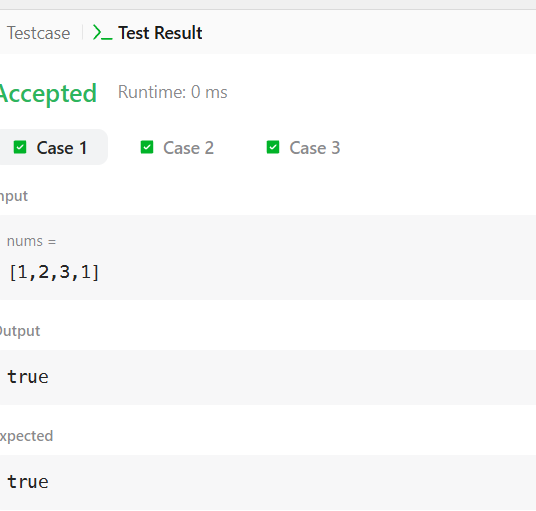 Testcase Test Result
Accepted Runtime: 0 ms
Case 1 Case 2 Case 3
nput
nums =
[1,2,3,1]
Output
true
xpected
true